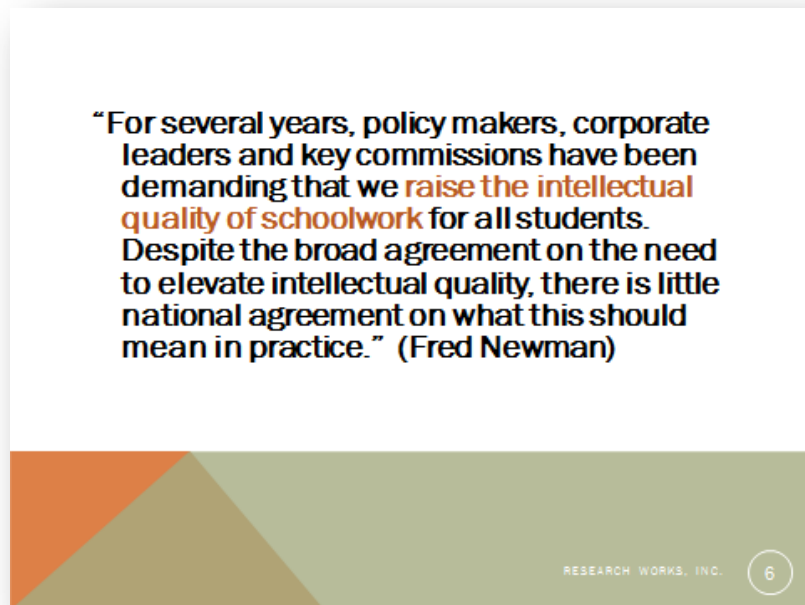 “For several years, policy makers, corporate
leaders and key commissions have been
demanding that we raise the intellectual
quality of schoolwork for all students.
Despite the broad agreement on the need
to elevate intellectual quality, there is little
national agreement on what this should
mean in practice.” (Fred Newman)
RESEARCH WORKS, INC.
6